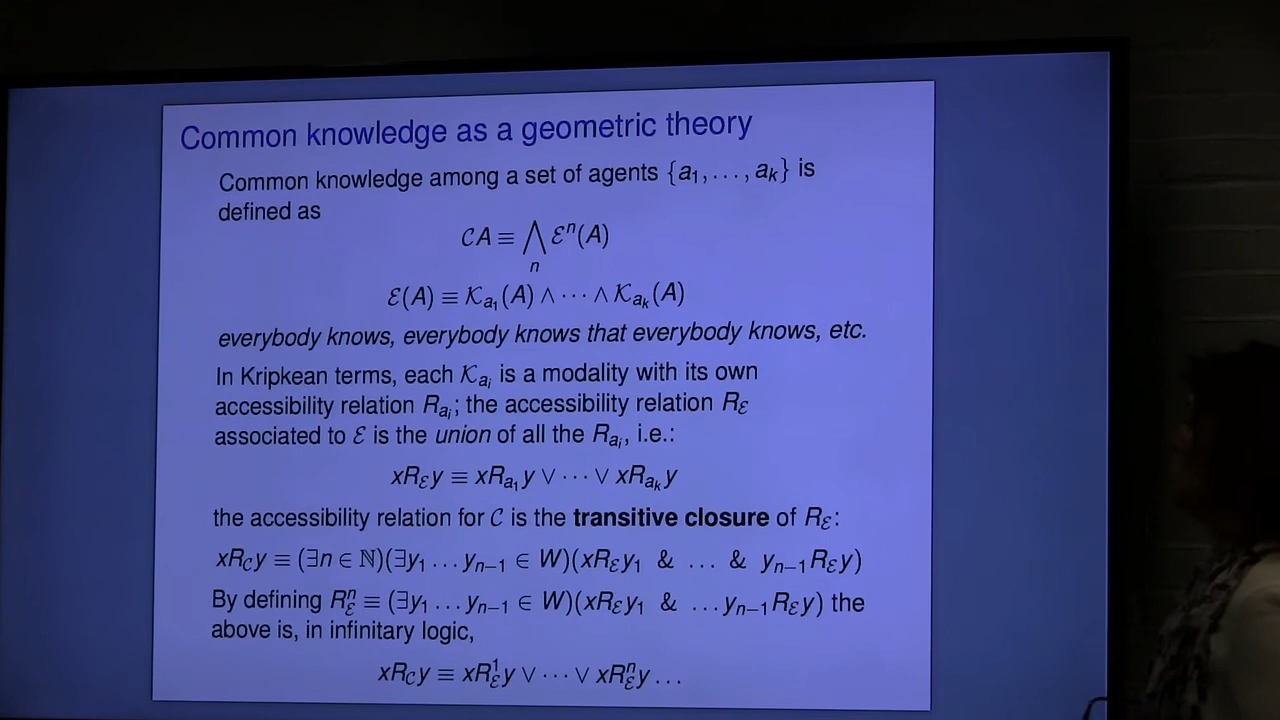 Common knowledge as a geometric theory
Common knowledge among a set of agents {a₁, . . . , aₖ} is
defined as
𝒞A ≡ ⋀ ℰⁿ(A)
n
ℰ(A) ≡ 𝒦ₐ₁(A) ∧ ⋯ ∧ 𝒦ₐₖ(A)
everybody knows, everybody knows that everybody knows, etc.
In Kripkean terms, each 𝒦ₐᵢ is a modality with its own
accessibility relation Rₐᵢ; the accessibility relation R_ℰ
associated to ℰ is the union of all the Rₐᵢ, i.e.:
xR_ℰy ≡ xRₐ₁y ∨ ⋯ ∨ xRₐₖy
the accessibility relation for 𝒞 is the transitive closure of R_ℰ:
xR_𝒞y ≡ (∃n ∈ ℕ)(∃y₁ . . . yₙ₋₁ ∈ W)(xR_ℰy₁ & . . . & yₙ₋₁R_ℰy)
By defining R_ℰⁿ ≡ (∃y₁ . . . yₙ₋₁ ∈ W)(xR_ℰy₁ & . . . yₙ₋₁R_ℰy) the
above is, in infinitary logic,
xR_𝒞y ≡ xR_ℰ¹y ∨ ⋯ ∨ xR_ℰⁿy . . .